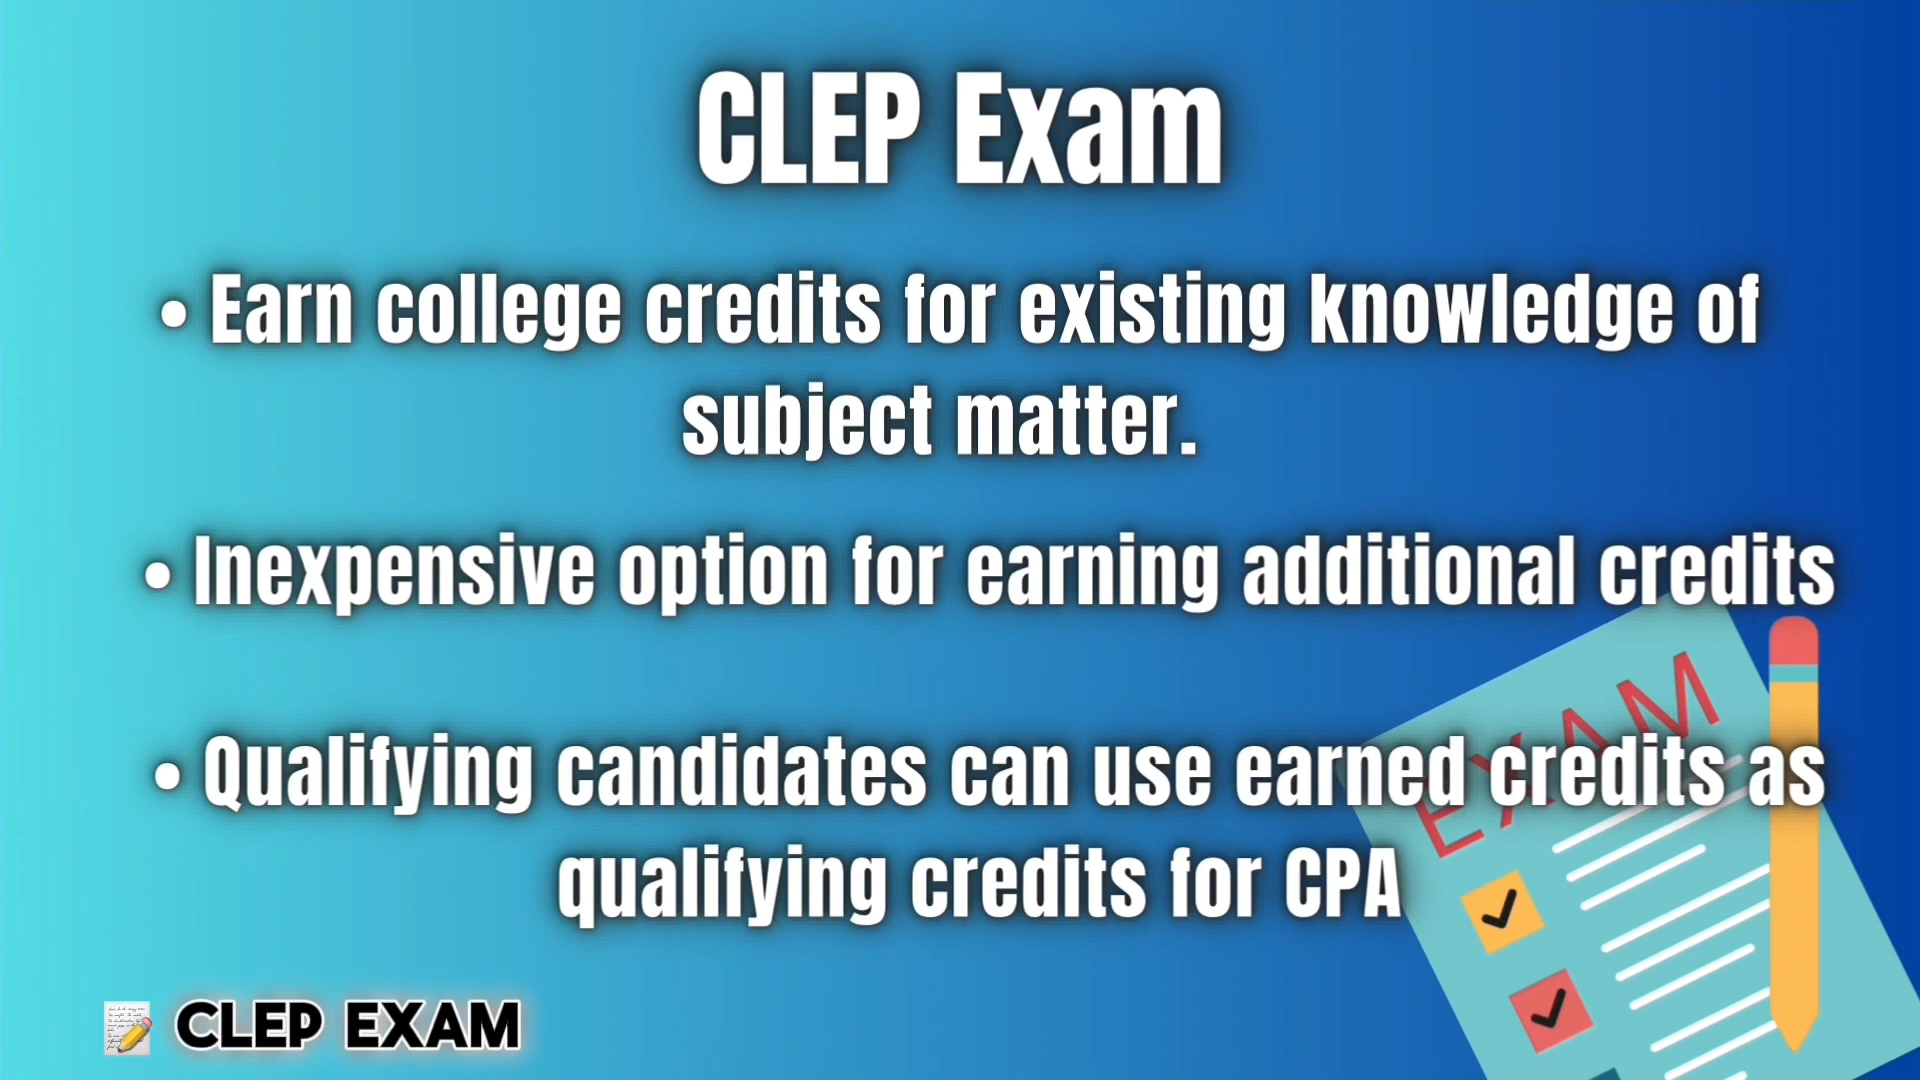 CLEP Exam
• Earn college credits for existing knowledge of
subject matter.
• Inexpensive option for earning additional credits
EXAM
• Qualifying candidates can use earned credits as
qualifying credits for CPA
CLEP EXAM